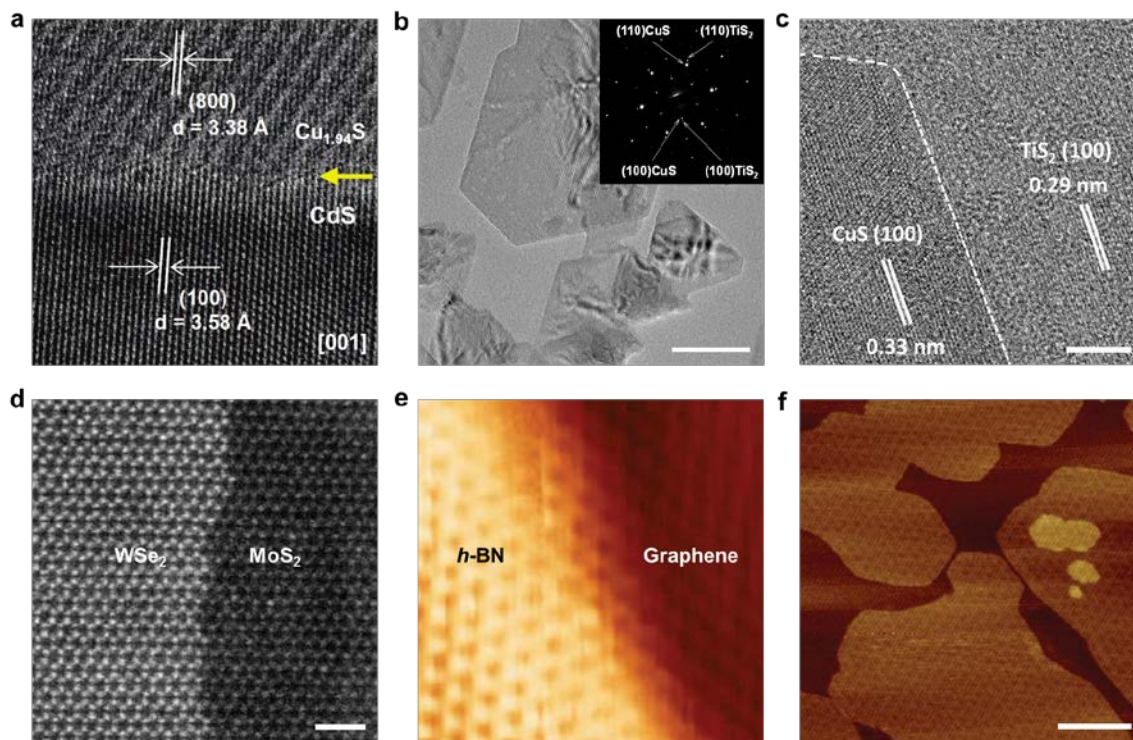 a
(800)
d = 3.38 Å
Cu1.94S
CdS
(100)
d = 3.58 Å
[001]
b
(110)CuS
(110)TiS2
(100)CuS
(100)TiS2
c
TiS2 (100)
0.29 nm
CuS (100)
0.33 nm
d
WSe2
MoS2
e
h-BN
Graphene
f